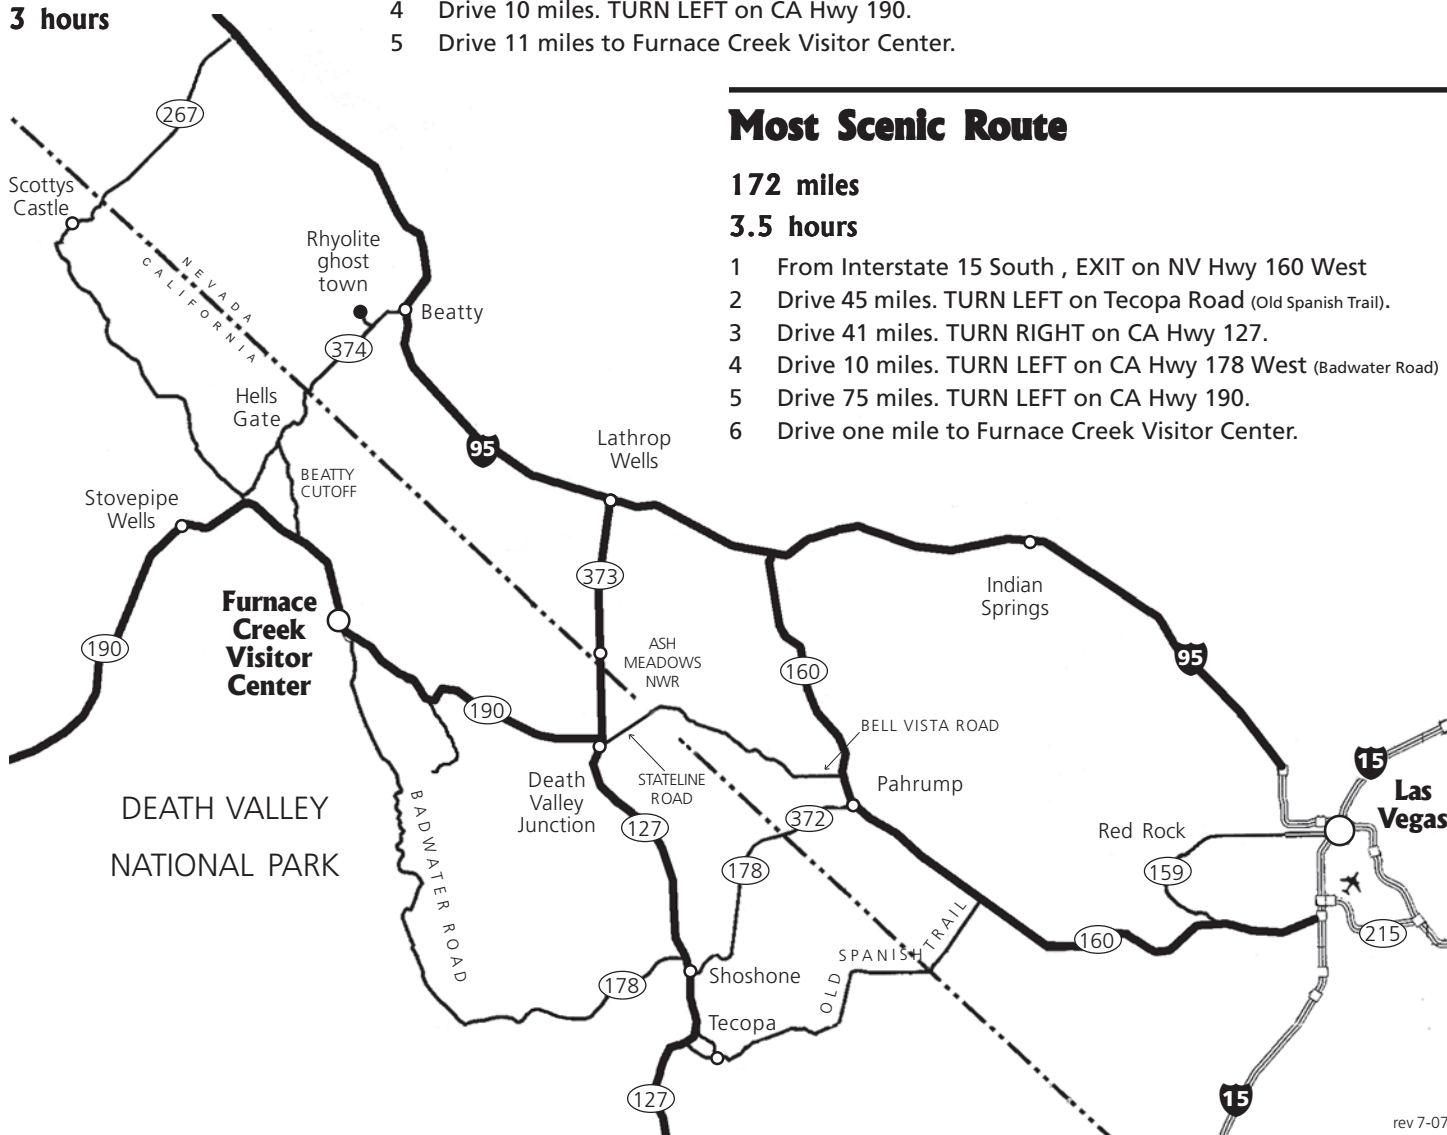 3 hours
4 Drive 10 miles. TURN LEFT on CA Hwy 190.
5 Drive 11 miles to Furnace Creek Visitor Center.
Most Scenic Route
172 miles
3.5 hours
1 From Interstate 15 South , EXIT on NV Hwy 160 West
2 Drive 45 miles. TURN LEFT on Tecopa Road (Old Spanish Trail).
3 Drive 41 miles. TURN RIGHT on CA Hwy 127.
4 Drive 10 miles. TURN LEFT on CA Hwy 178 West (Badwater Road)
5 Drive 75 miles. TURN LEFT on CA Hwy 190.
6 Drive one mile to Furnace Creek Visitor Center.
267
Scottys
Castle
NEVADA
CALIFORNIA
Rhyolite
ghost
town
Beatty
374
Hells
Gate
95
Lathrop
Wells
BEATTY
CUTOFF
Stovepipe
Wells
373
Indian
Springs
Furnace
Creek
Visitor
Center
190
ASH
MEADOWS
NWR
160
95
190
BELL VISTA ROAD
STATELINE
ROAD
Death
Valley
Junction
Pahrump
15
Las
Vegas
DEATH VALLEY
NATIONAL PARK
BADWATER ROAD
127
372
178
Red Rock
159
OLD SPANISH TRAIL
160
215
178
Shoshone
Tecopa
127
15
rev 7-07